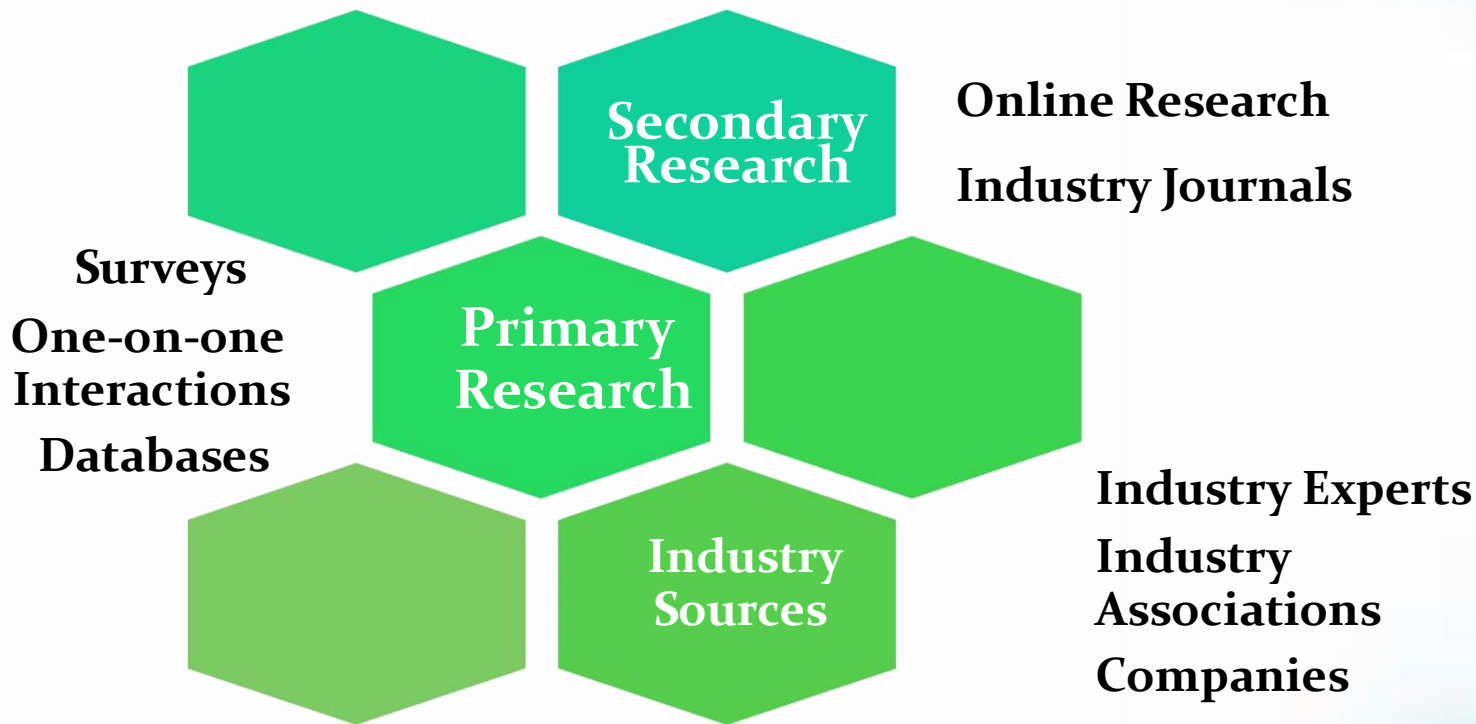 Secondary
Research
Online Research
Industry Journals
Surveys
One-on-one
Interactions
Databases
Primary
Research
Industry
Sources
Industry Experts
Industry
Associations
Companies